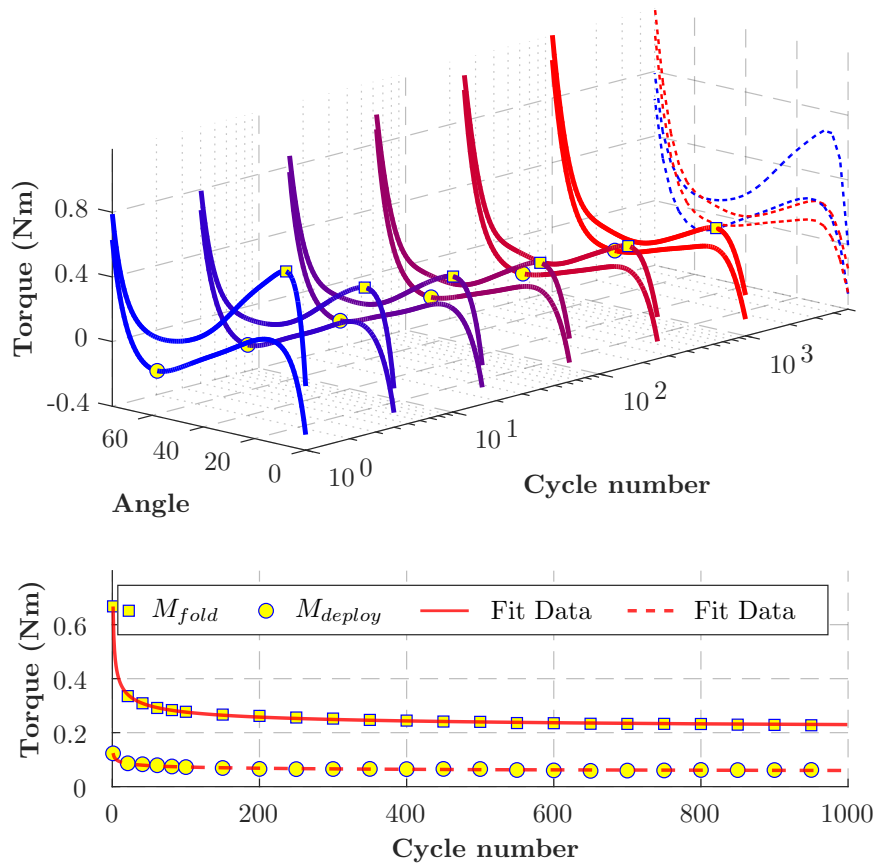 Torque (Nm)
0.8
0.4
0
-0.4
60
40
20
0
10^0
10^1
10^2
10^3
Angle
Cycle number
Torque (Nm)
0.6
0.4
0.2
0
M_fold M_deploy Fit Data Fit Data
0 200 400 600 800 1000
Cycle number